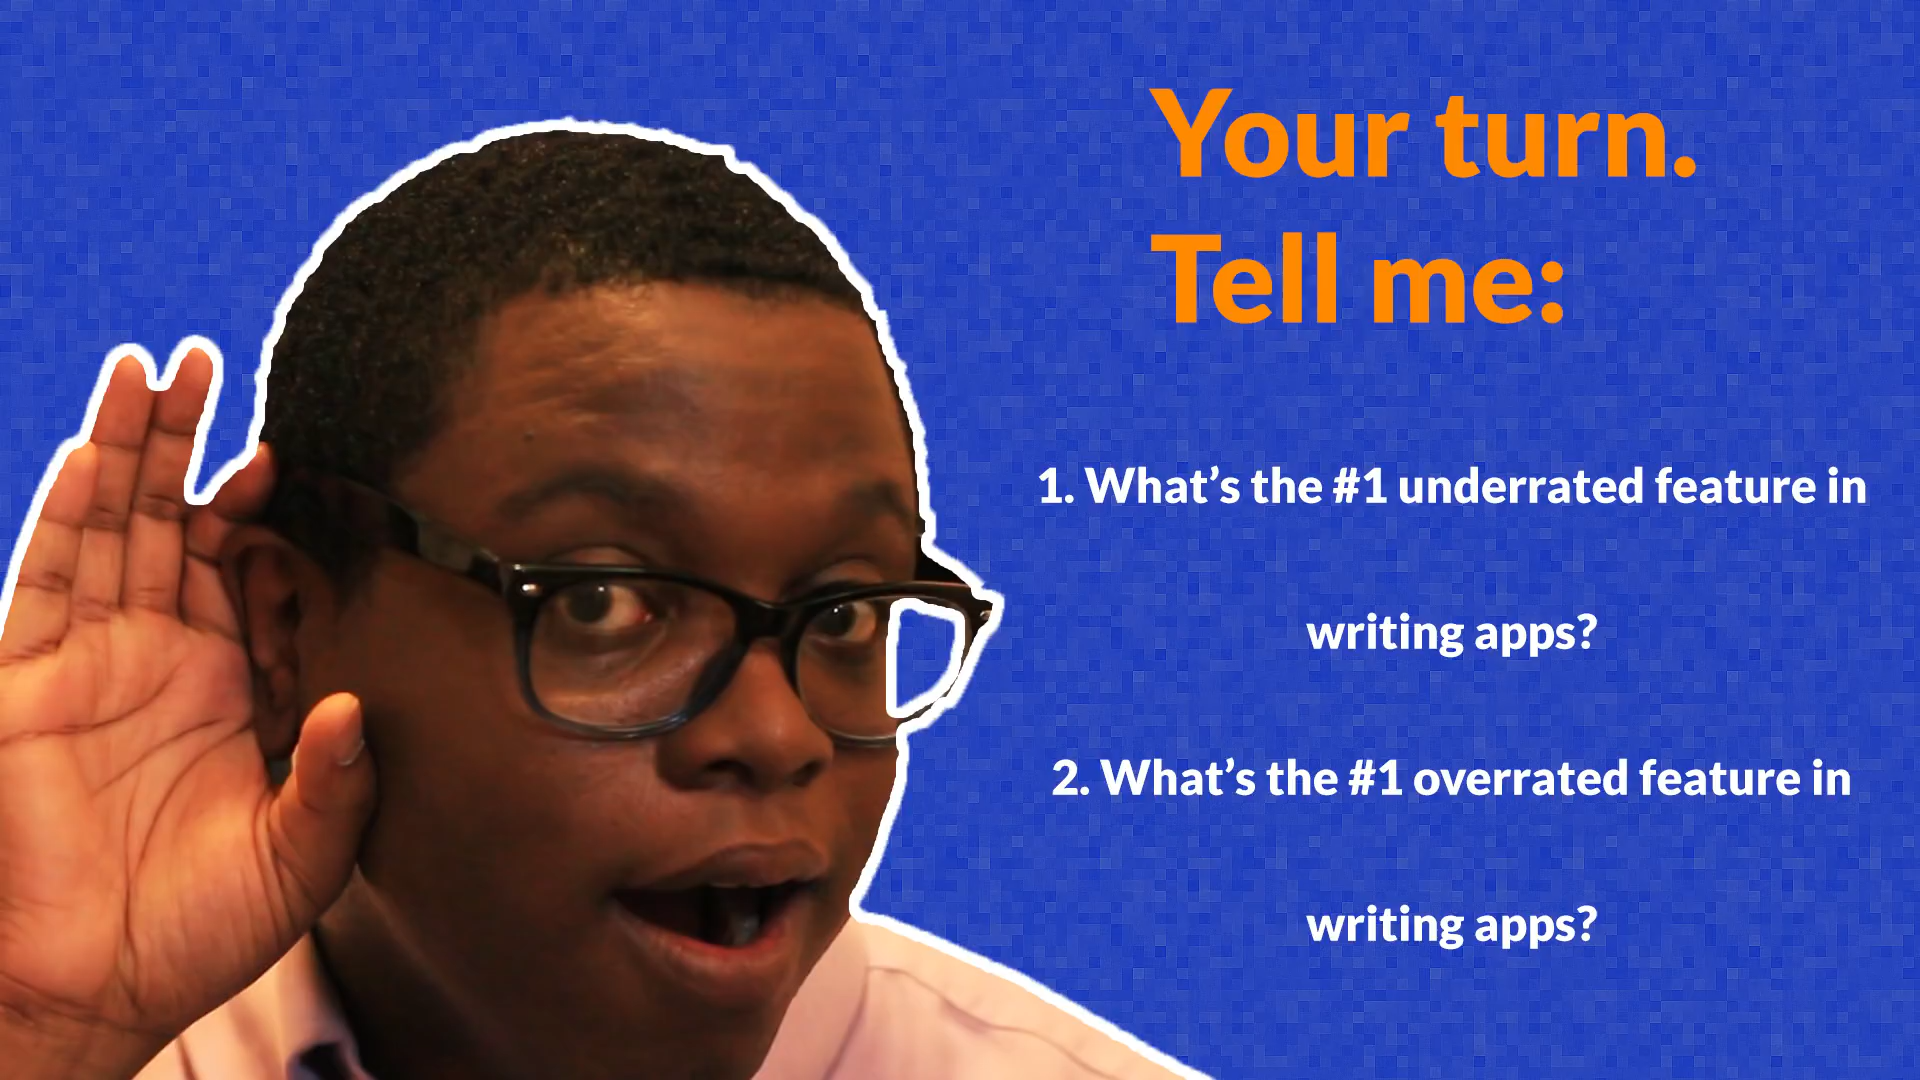 Your turn.
Tell me:
1. What’s the #1 underrated feature in
writing apps?
2. What’s the #1 overrated feature in
writing apps?